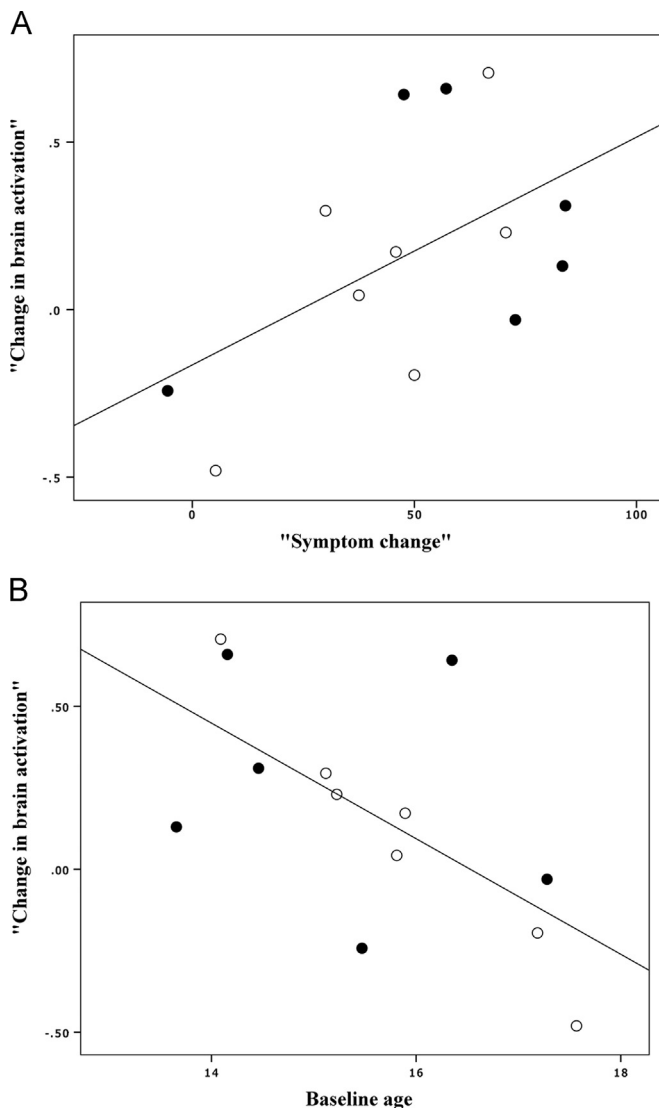 A
"Change in brain activation"
.5
.0
-.5
0
50
100
"Symptom change"
B
"Change in brain activation"
.50
.00
-.50
14
16
18
Baseline age